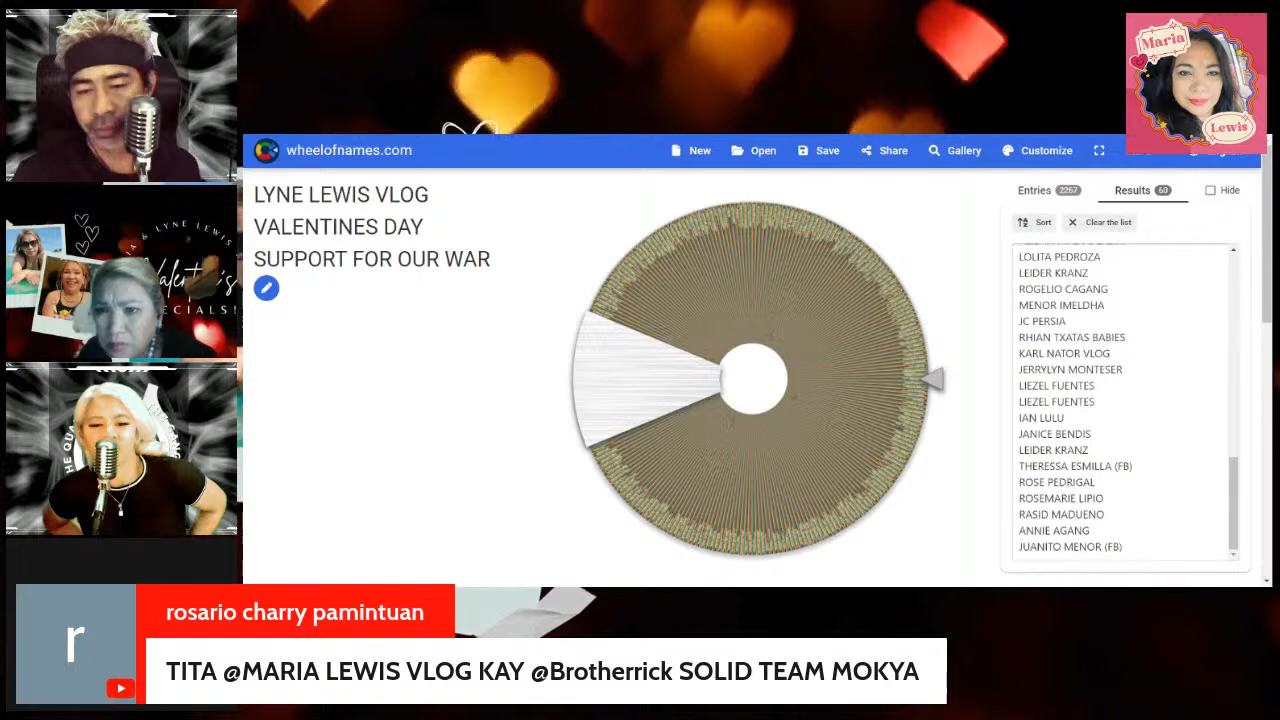 Maria
Lewis
wheelofnames.com
New
Open
Save
Share
Gallery
Customize
LYNE LEWIS VLOG
VALENTINES DAY
SUPPORT FOR OUR WAR
Entries 2267
Results 60
Hide
Sort
Clear the list
LOLITA PEDROZA
LEIDER KRANZ
ROGELIO CAGANG
MENOR IMELDHA
JC PERSIA
RHIAN TXATAS BABIES
KARL NATOR VLOG
JERRYLYN MONTESER
LIEZEL FUENTES
LIEZEL FUENTES
IAN LULU
JANICE BENDIS
LEIDER KRANZ
THERESSA ESMILLA (FB)
ROSE PEDRIGAL
ROSEMARIE LIPIO
RASID MADUENO
ANNIE AGANG
JUANITO MENOR (FB)
& LYNE LEWIS
r
rosario charry pamintuan
TITA @MARIA LEWIS VLOG KAY @Brotherrick SOLID TEAM MOKYA